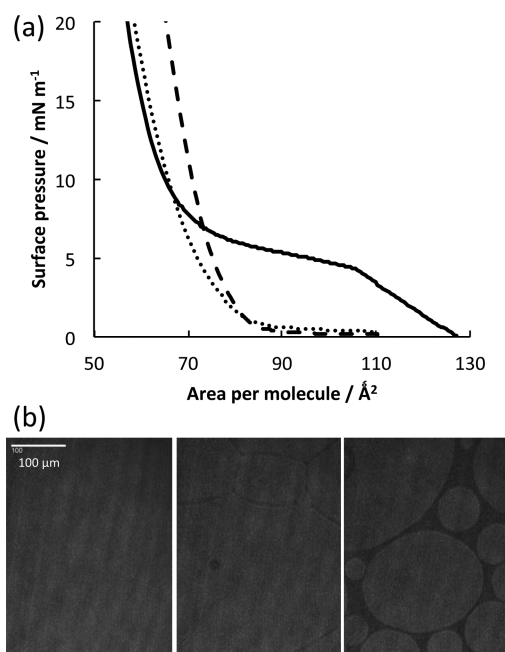 (a)
Surface pressure / mN m-1
20
15
10
5
0
50 70 90 110 130
Area per molecule / Å2
(b)
100
100 μm